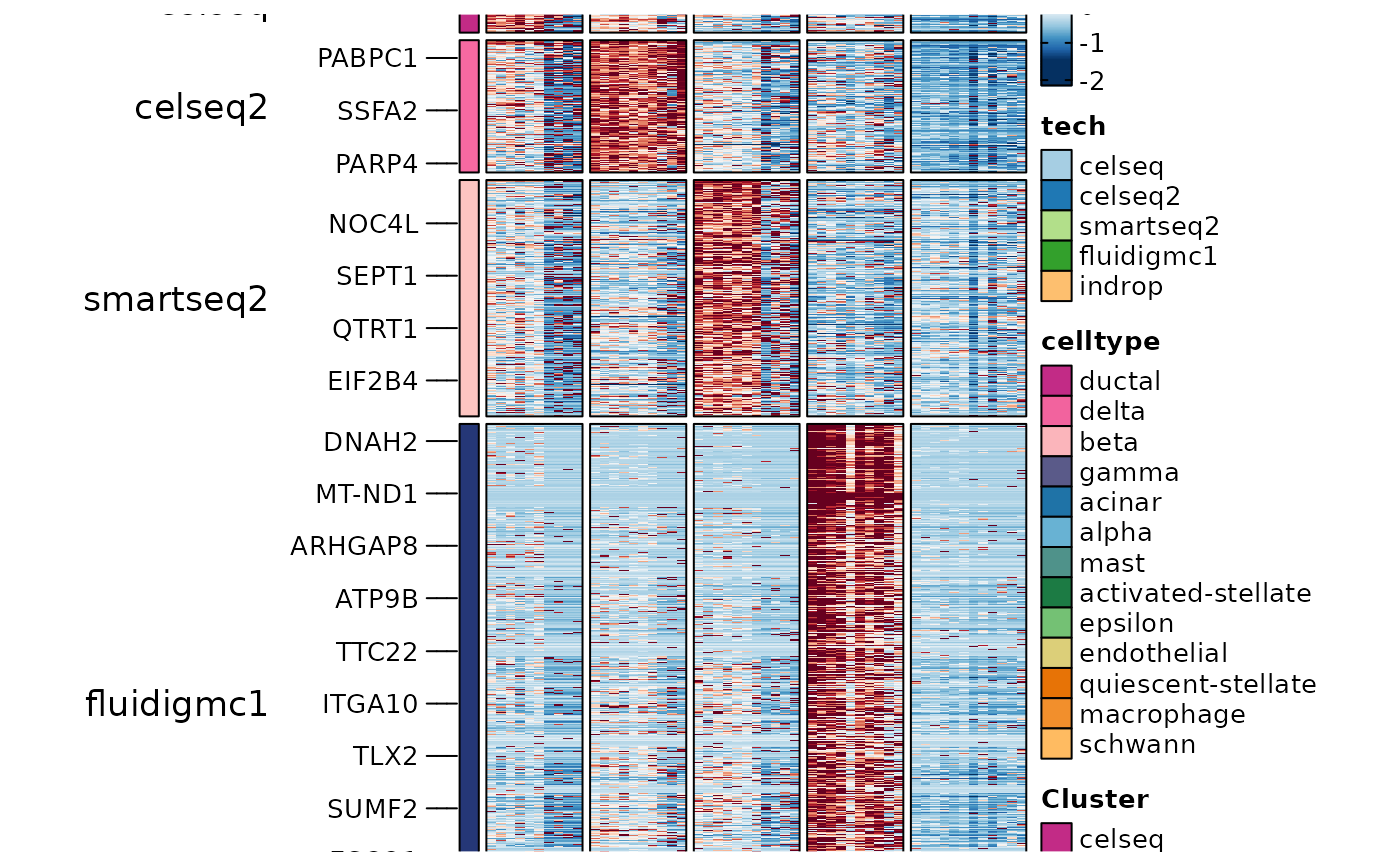 PABPC1
celseq2
SSFA2
PARP4
NOC4L
SEPT1
smartseq2
QTRT1
EIF2B4
DNAH2
MT-ND1
ARHGAP8
ATP9B
TTC22
fluidigmc1
ITGA10
TLX2
SUMF2
-1
-2
tech
celseq
celseq2
smartseq2
fluidigmc1
indrop
celltype
ductal
delta
beta
gamma
acinar
alpha
mast
activated-stellate
epsilon
endothelial
quiescent-stellate
macrophage
schwann
Cluster
celseq